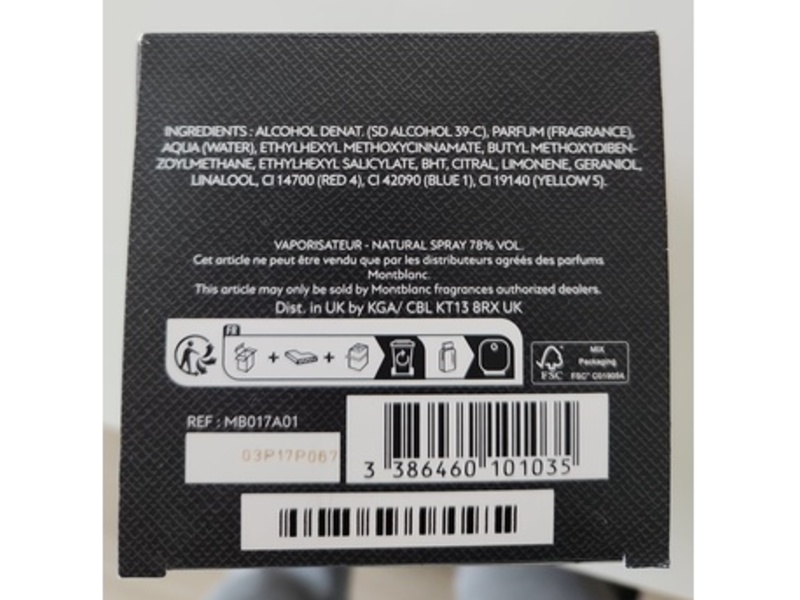 INGREDIENTS : ALCOHOL DENAT. (SD ALCOHOL 39-C), PARFUM (FRAGRANCE),
AQUA (WATER), ETHYLHEXYL METHOXYCINNAMATE, BUTYL METHOXYDIBEN-
ZOYLMETHANE, ETHYLHEXYL SALICYLATE, BHT, CITRAL, LIMONENE, GERANIOL,
LINALOOL, CI 14700 (RED 4), CI 42090 (BLUE 1), CI 19140 (YELLOW 5).
VAPORISATEUR - NATURAL SPRAY 78% VOL.
Cet article ne peut être vendu que par les distributeurs agréés des parfums
Montblanc.
This article may only be sold by Montblanc fragrances authorized dealers.
Dist. in UK by KGA/ CBL KT13 8RX UK
FR
+ +
MIX
Packaging
FSC FSC®
REF : MB017A01
03P17P067
3 386460 101035